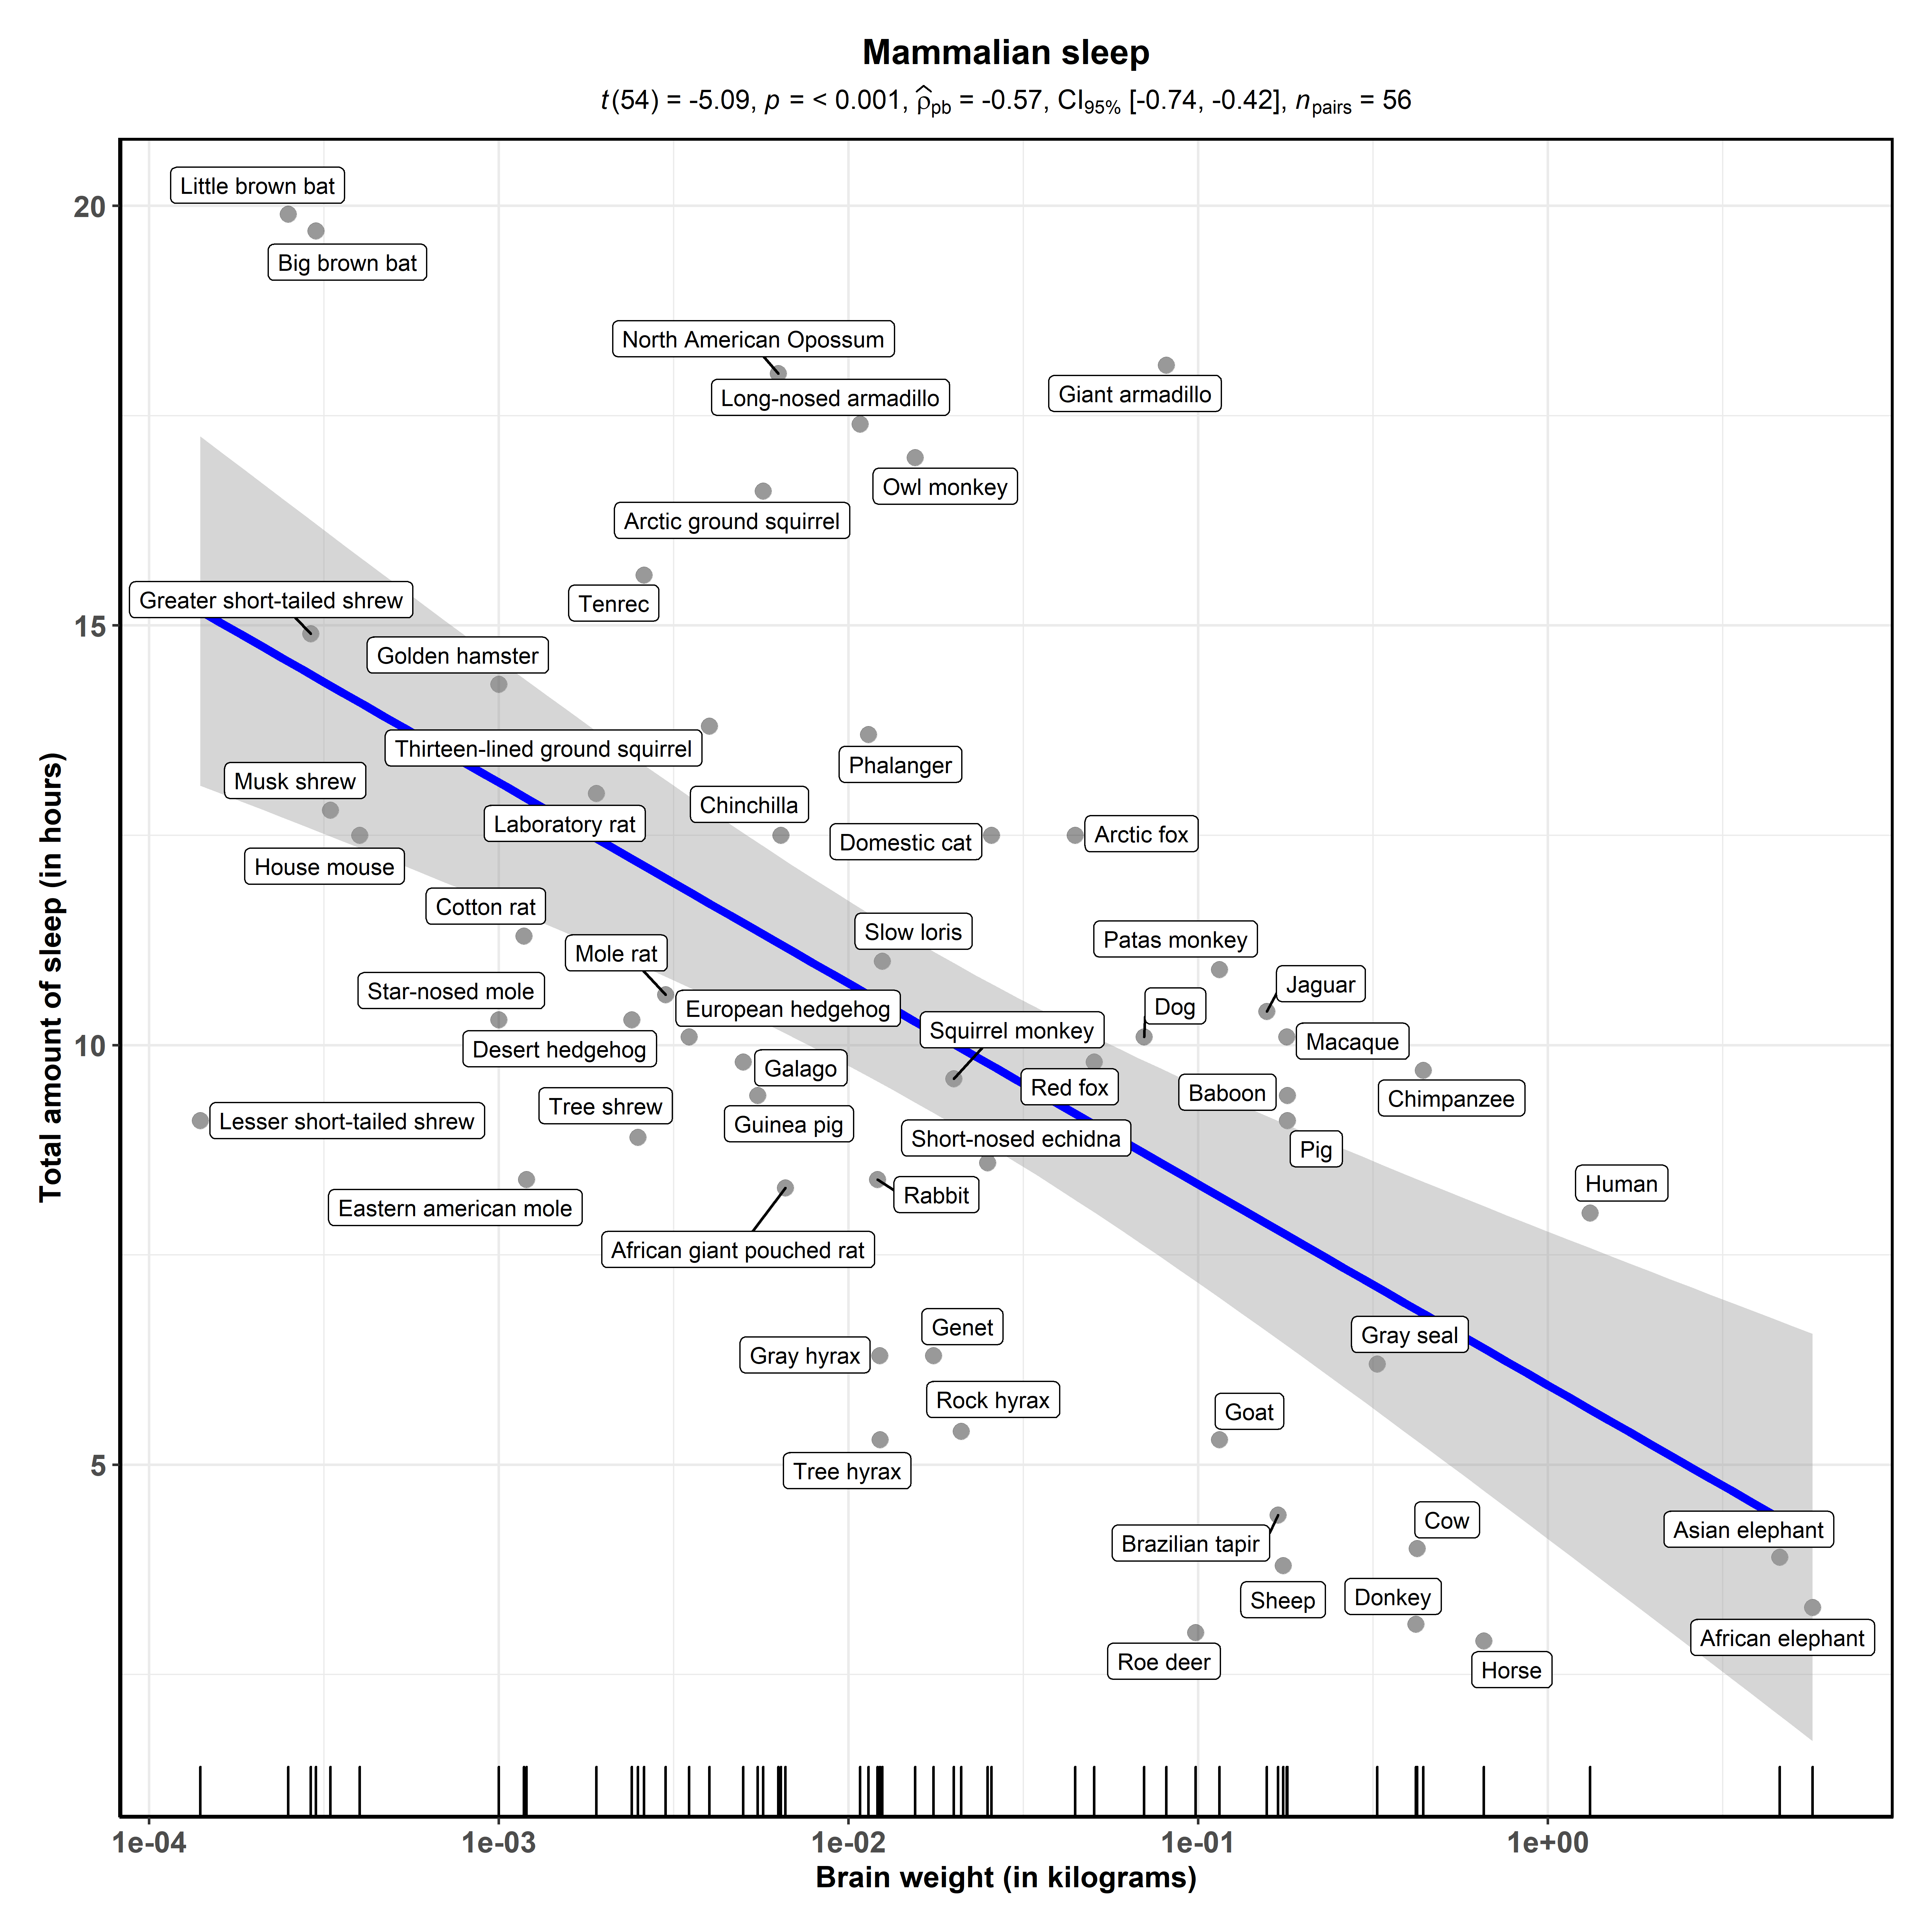 Mammalian sleep
t(54) = -5.09, p = < 0.001, ρ̂pb = -0.57, CI95% [-0.74, -0.42], npairs = 56
Little brown bat
20
Big brown bat
North American Opossum
Long-nosed armadillo
Giant armadillo
Owl monkey
Arctic ground squirrel
Greater short-tailed shrew
Tenrec
15
Golden hamster
Thirteen-lined ground squirrel
Phalanger
Musk shrew
Chinchilla
Laboratory rat
Domestic cat
Arctic fox
House mouse
Cotton rat
Slow loris
Patas monkey
Mole rat
Star-nosed mole
Jaguar
European hedgehog
Dog
Squirrel monkey
10
Desert hedgehog
Macaque
Galago
Red fox
Baboon
Chimpanzee
Tree shrew
Lesser short-tailed shrew
Guinea pig
Short-nosed echidna
Pig
Human
Rabbit
Eastern american mole
African giant pouched rat
Genet
Gray seal
Gray hyrax
Rock hyrax
Goat
5
Tree hyrax
Cow
Asian elephant
Brazilian tapir
Sheep
Donkey
African elephant
Roe deer
Horse
Total amount of sleep (in hours)
1e-04
1e-03
1e-02
1e-01
1e+00
Brain weight (in kilograms)